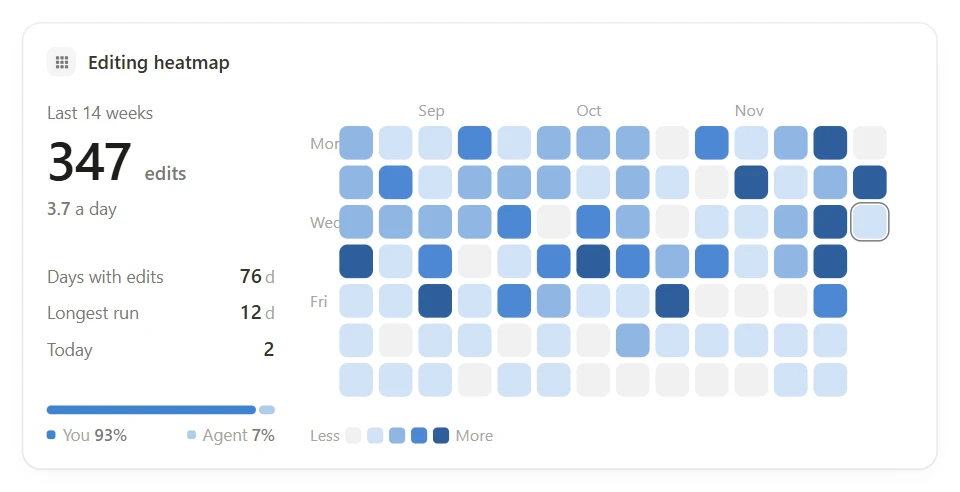 Editing heatmap
Last 14 weeks
347 edits
3.7 a day
Days with edits 76 d
Longest run 12 d
Today 2
You 93% Agent 7%
Sep Oct Nov
Mon
Wed
Fri
Less More